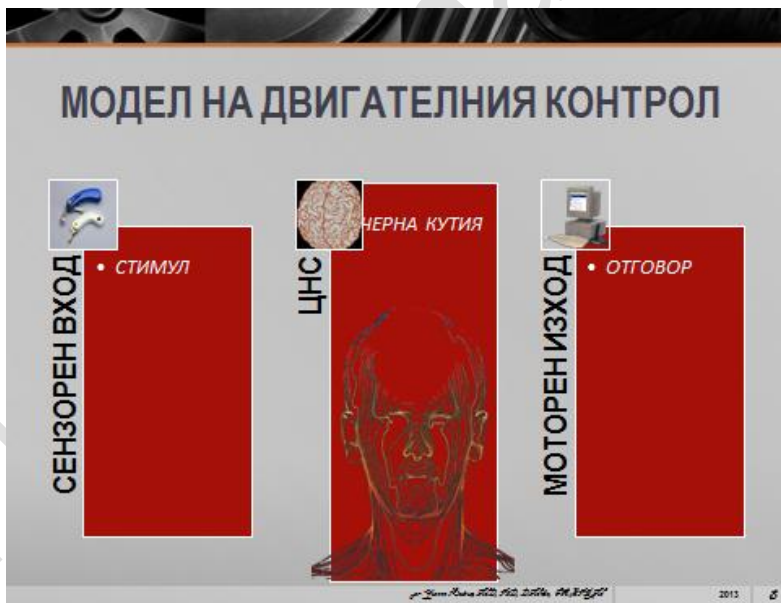 МОДЕЛ НА ДВИГАТЕЛНИЯ КОНТРОЛ
СЕНЗОРЕН ВХОД
• СТИМУЛ
ЦНС
ЧЕРНА КУТИЯ
МОТОРЕН ИЗХОД
• ОТГОВОР
2013